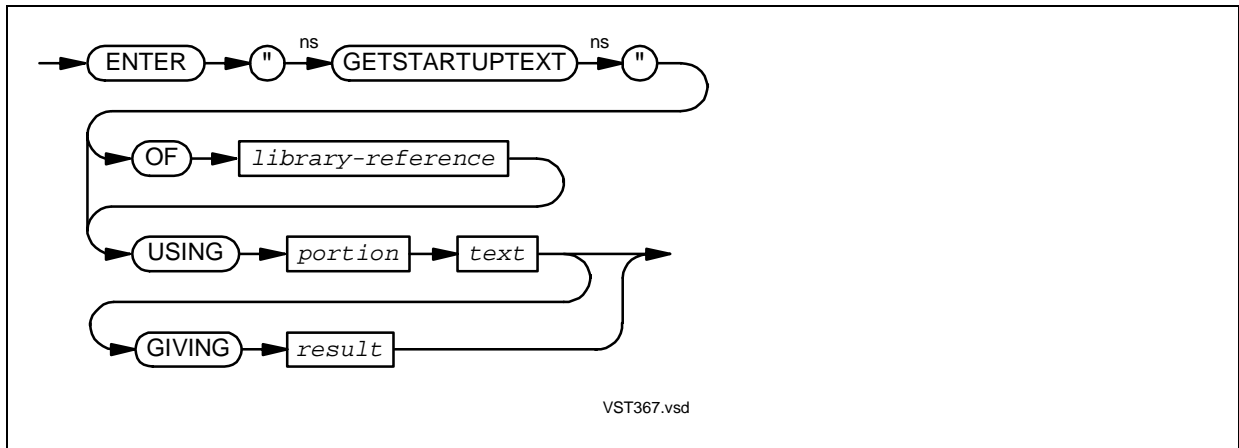 ENTER " ns GETSTARTUPTEXT ns "
OF library-reference
USING portion text
GIVING result
VST367.vsd